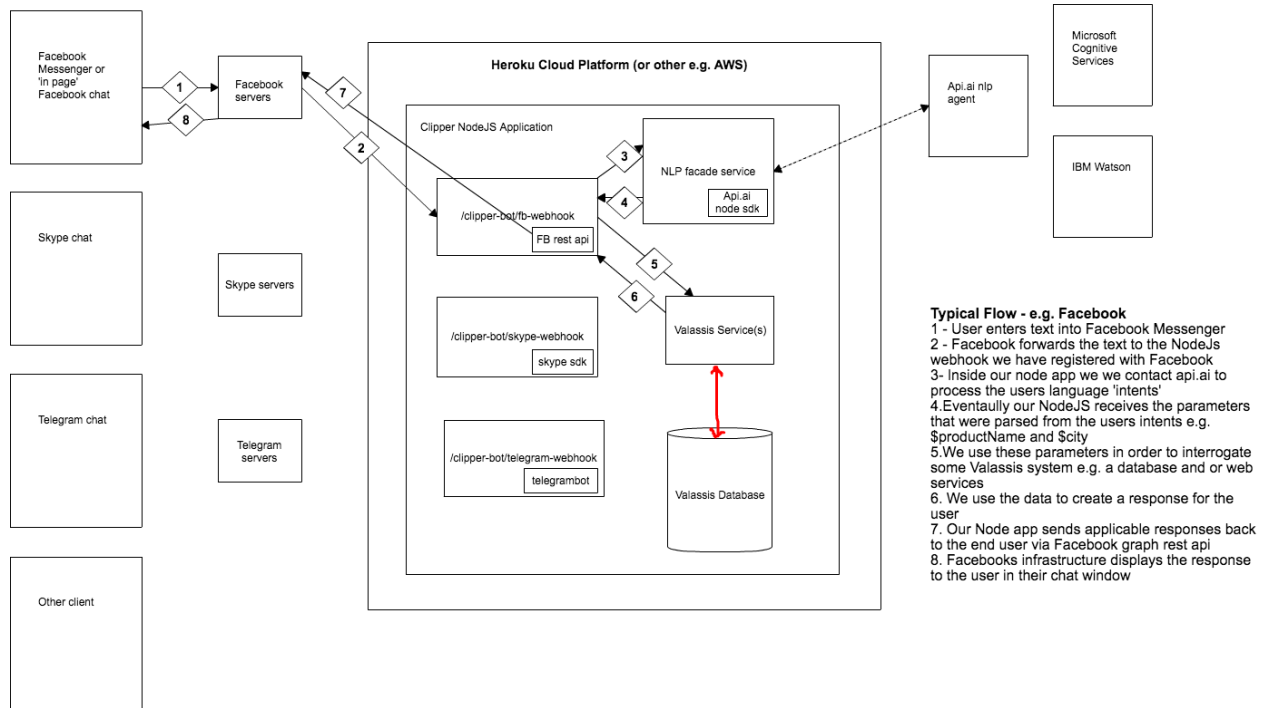 Facebook
Messenger or
'in page'
Facebook chat
1
8
Facebook
servers
7
2
Heroku Cloud Platform (or other e.g. AWS)
Clipper NodeJS Application
3
4
NLP facade service
Api.ai
node sdk
/clipper-bot/fb-webhook
FB rest api
5
6
Api.ai nlp
agent
Microsoft
Cognitive
Services
IBM Watson
Skype chat
Skype servers
/clipper-bot/skype-webhook
skype sdk
Valassis Service(s)
Telegram chat
Telegram
servers
/clipper-bot/telegram-webhook
telegrambot
Valassis Database
Other client
Typical Flow - e.g. Facebook
1 - User enters text into Facebook Messenger
2 - Facebook forwards the text to the NodeJs
webhook we have registered with Facebook
3- Inside our node app we we contact api.ai to
process the users language 'intents'
4.Eventaully our NodeJS receives the parameters
that were parsed from the users intents e.g.
$productName and $city
5.We use these parameters in order to interrogate
some Valassis system e.g. a database and or web
services
6. We use the data to create a response for the
user
7. Our Node app sends applicable responses back
to the end user via Facebook graph rest api
8. Facebooks infrastructure displays the response
to the user in their chat window